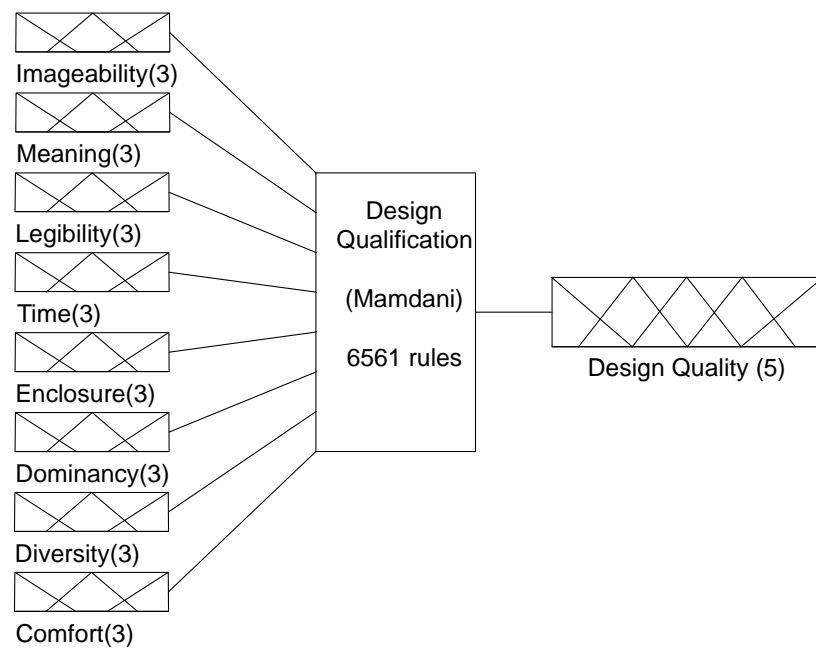 Imageability(3)
Meaning(3)
Legibility(3)
Time(3)
Enclosure(3)
Dominancy(3)
Diversity(3)
Comfort(3)
Design
Qualification
(Mamdani)
6561 rules
Design Quality (5)